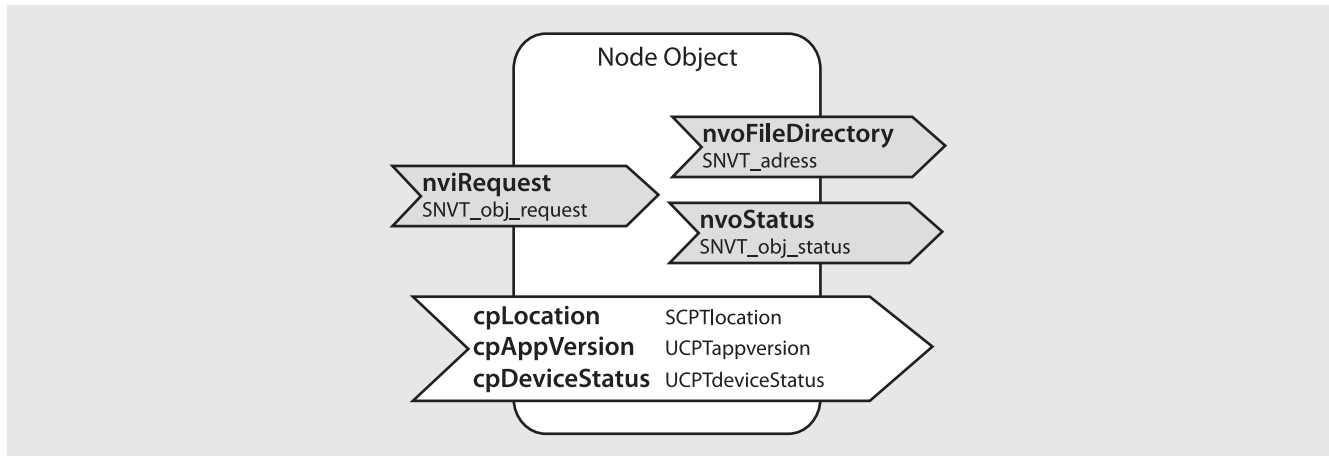 Node Object
nvoFileDirectory
SNVT_adress
nviRequest
SNVT_obj_request
nvoStatus
SNVT_obj_status
cpLocation SCPTlocation
cpAppVersion UCPTappversion
cpDeviceStatus UCPTdeviceStatus